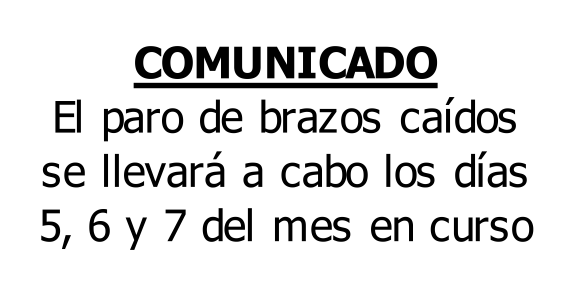 COMUNICADO
El paro de brazos caídos
se llevará a cabo los días
5, 6 y 7 del mes en curso